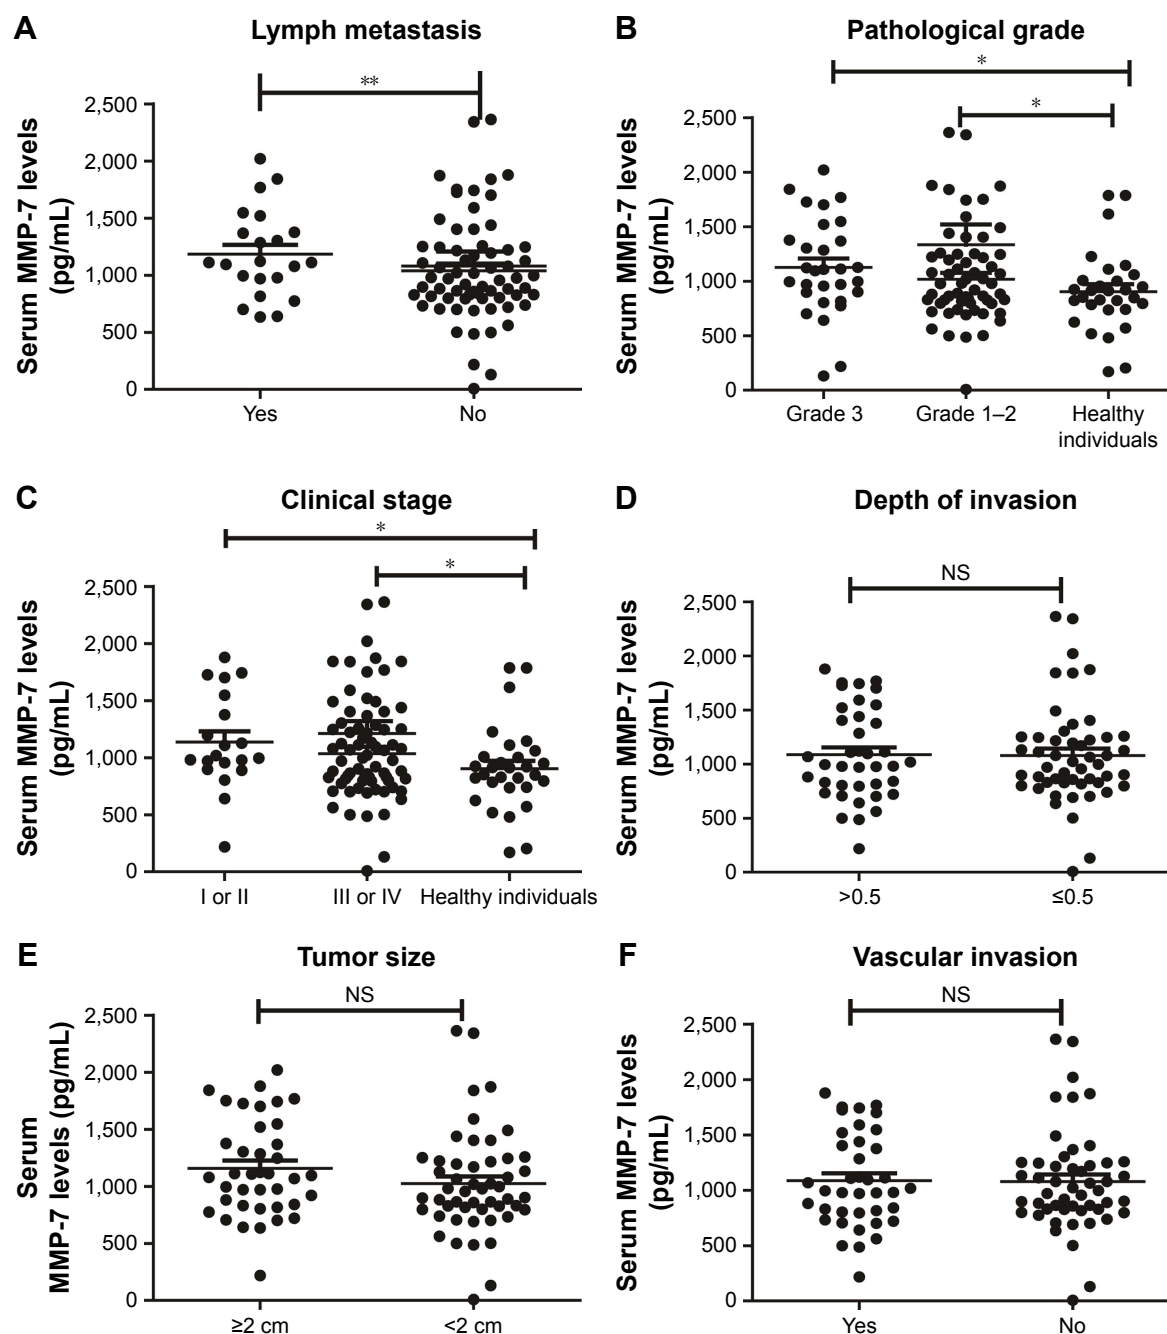 A
Lymph metastasis
**
Serum MMP-7 levels
(pg/mL)
2,500
2,000
1,500
1,000
500
0
Yes
No
B
Pathological grade
*
*
Serum MMP-7 levels
(pg/mL)
2,500
2,000
1,500
1,000
500
0
Grade 3
Grade 1–2
Healthy
individuals
C
Clinical stage
*
*
Serum MMP-7 levels
(pg/mL)
2,500
2,000
1,500
1,000
500
0
I or II
III or IV
Healthy individuals
D
Depth of invasion
NS
Serum MMP-7 levels
(pg/mL)
2,500
2,000
1,500
1,000
500
0
>0.5
≤0.5
E
Tumor size
NS
Serum
MMP-7 levels (pg/mL)
2,500
2,000
1,500
1,000
500
0
≥2 cm
<2 cm
F
Vascular invasion
NS
Serum MMP-7 levels
(pg/mL)
2,500
2,000
1,500
1,000
500
0
Yes
No